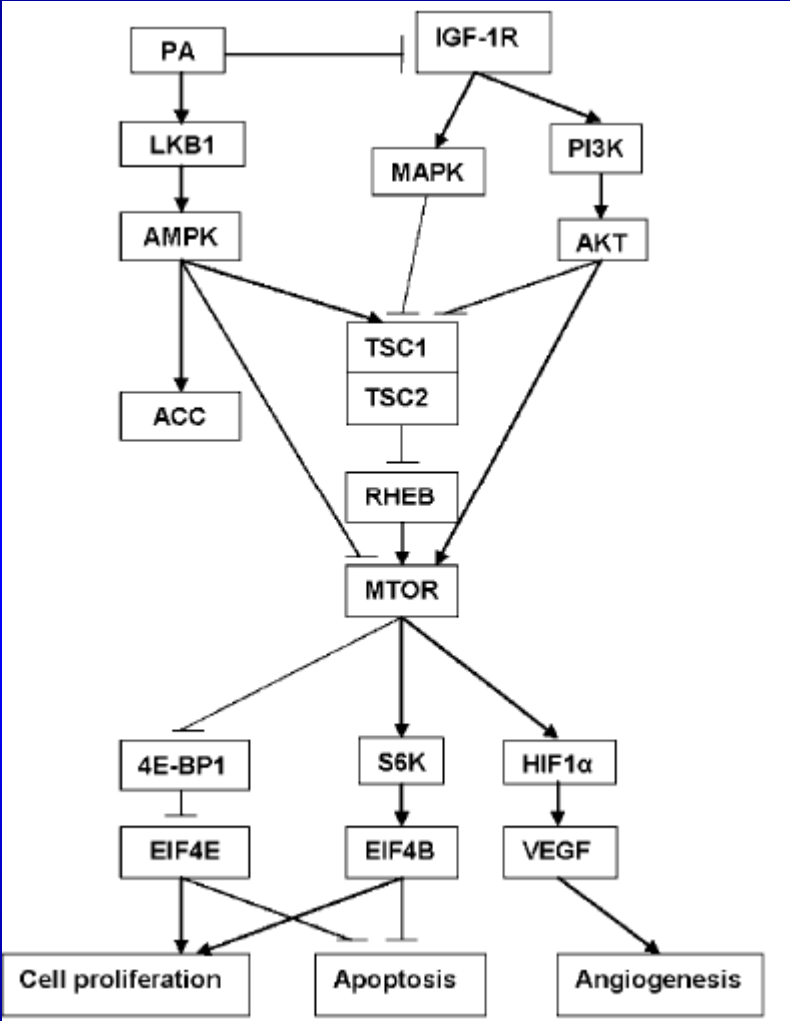 PA
IGF-1R
LKB1
MAPK
PI3K
AMPK
AKT
TSC1
TSC2
ACC
RHEB
MTOR
4E-BP1
S6K
HIF1α
EIF4E
EIF4B
VEGF
Cell proliferation
Apoptosis
Angiogenesis